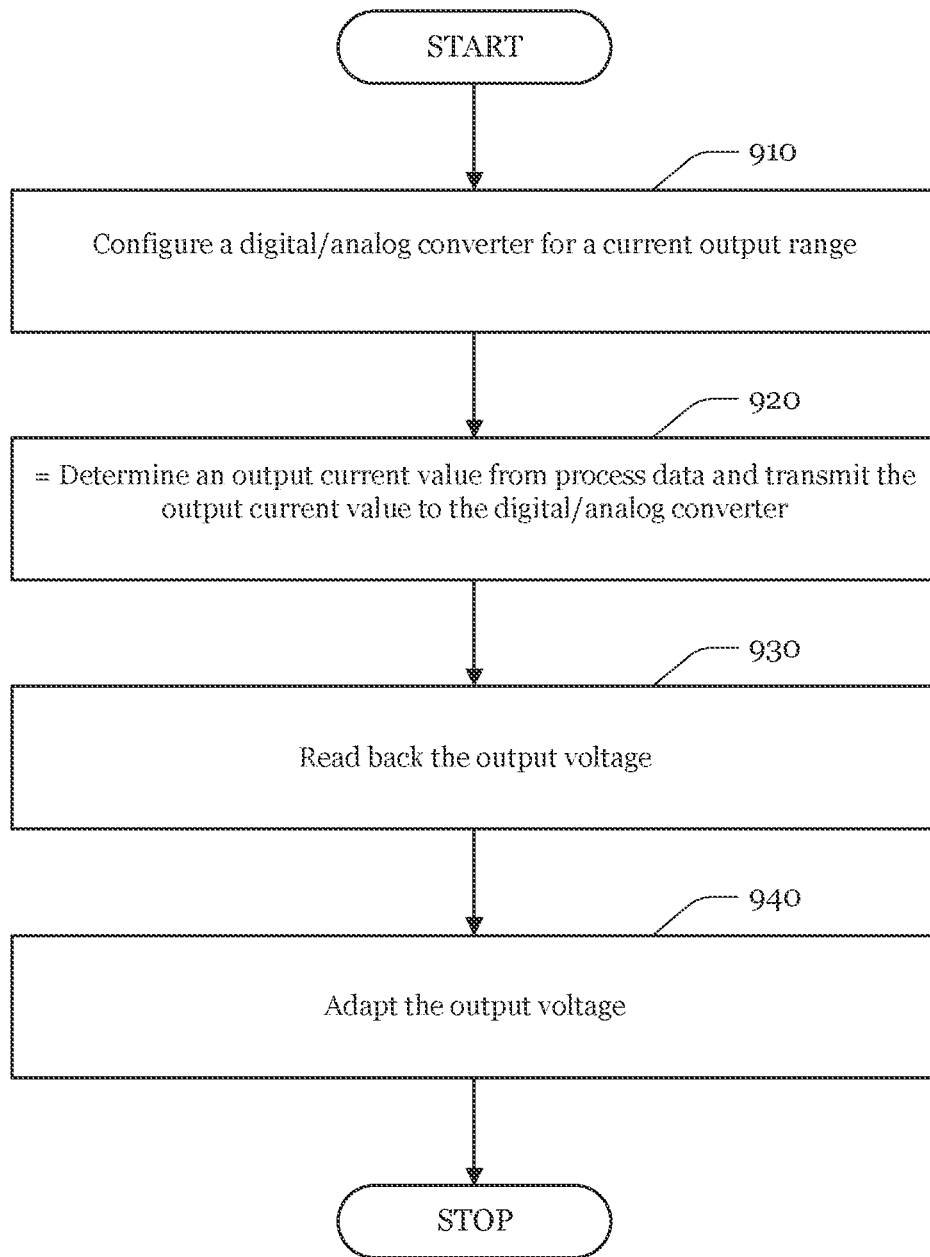 START
910
Configure a digital/analog converter for a current output range
920
= Determine an output current value from process data and transmit the
output current value to the digital/analog converter
930
Read back the output voltage
940
Adapt the output voltage
STOP